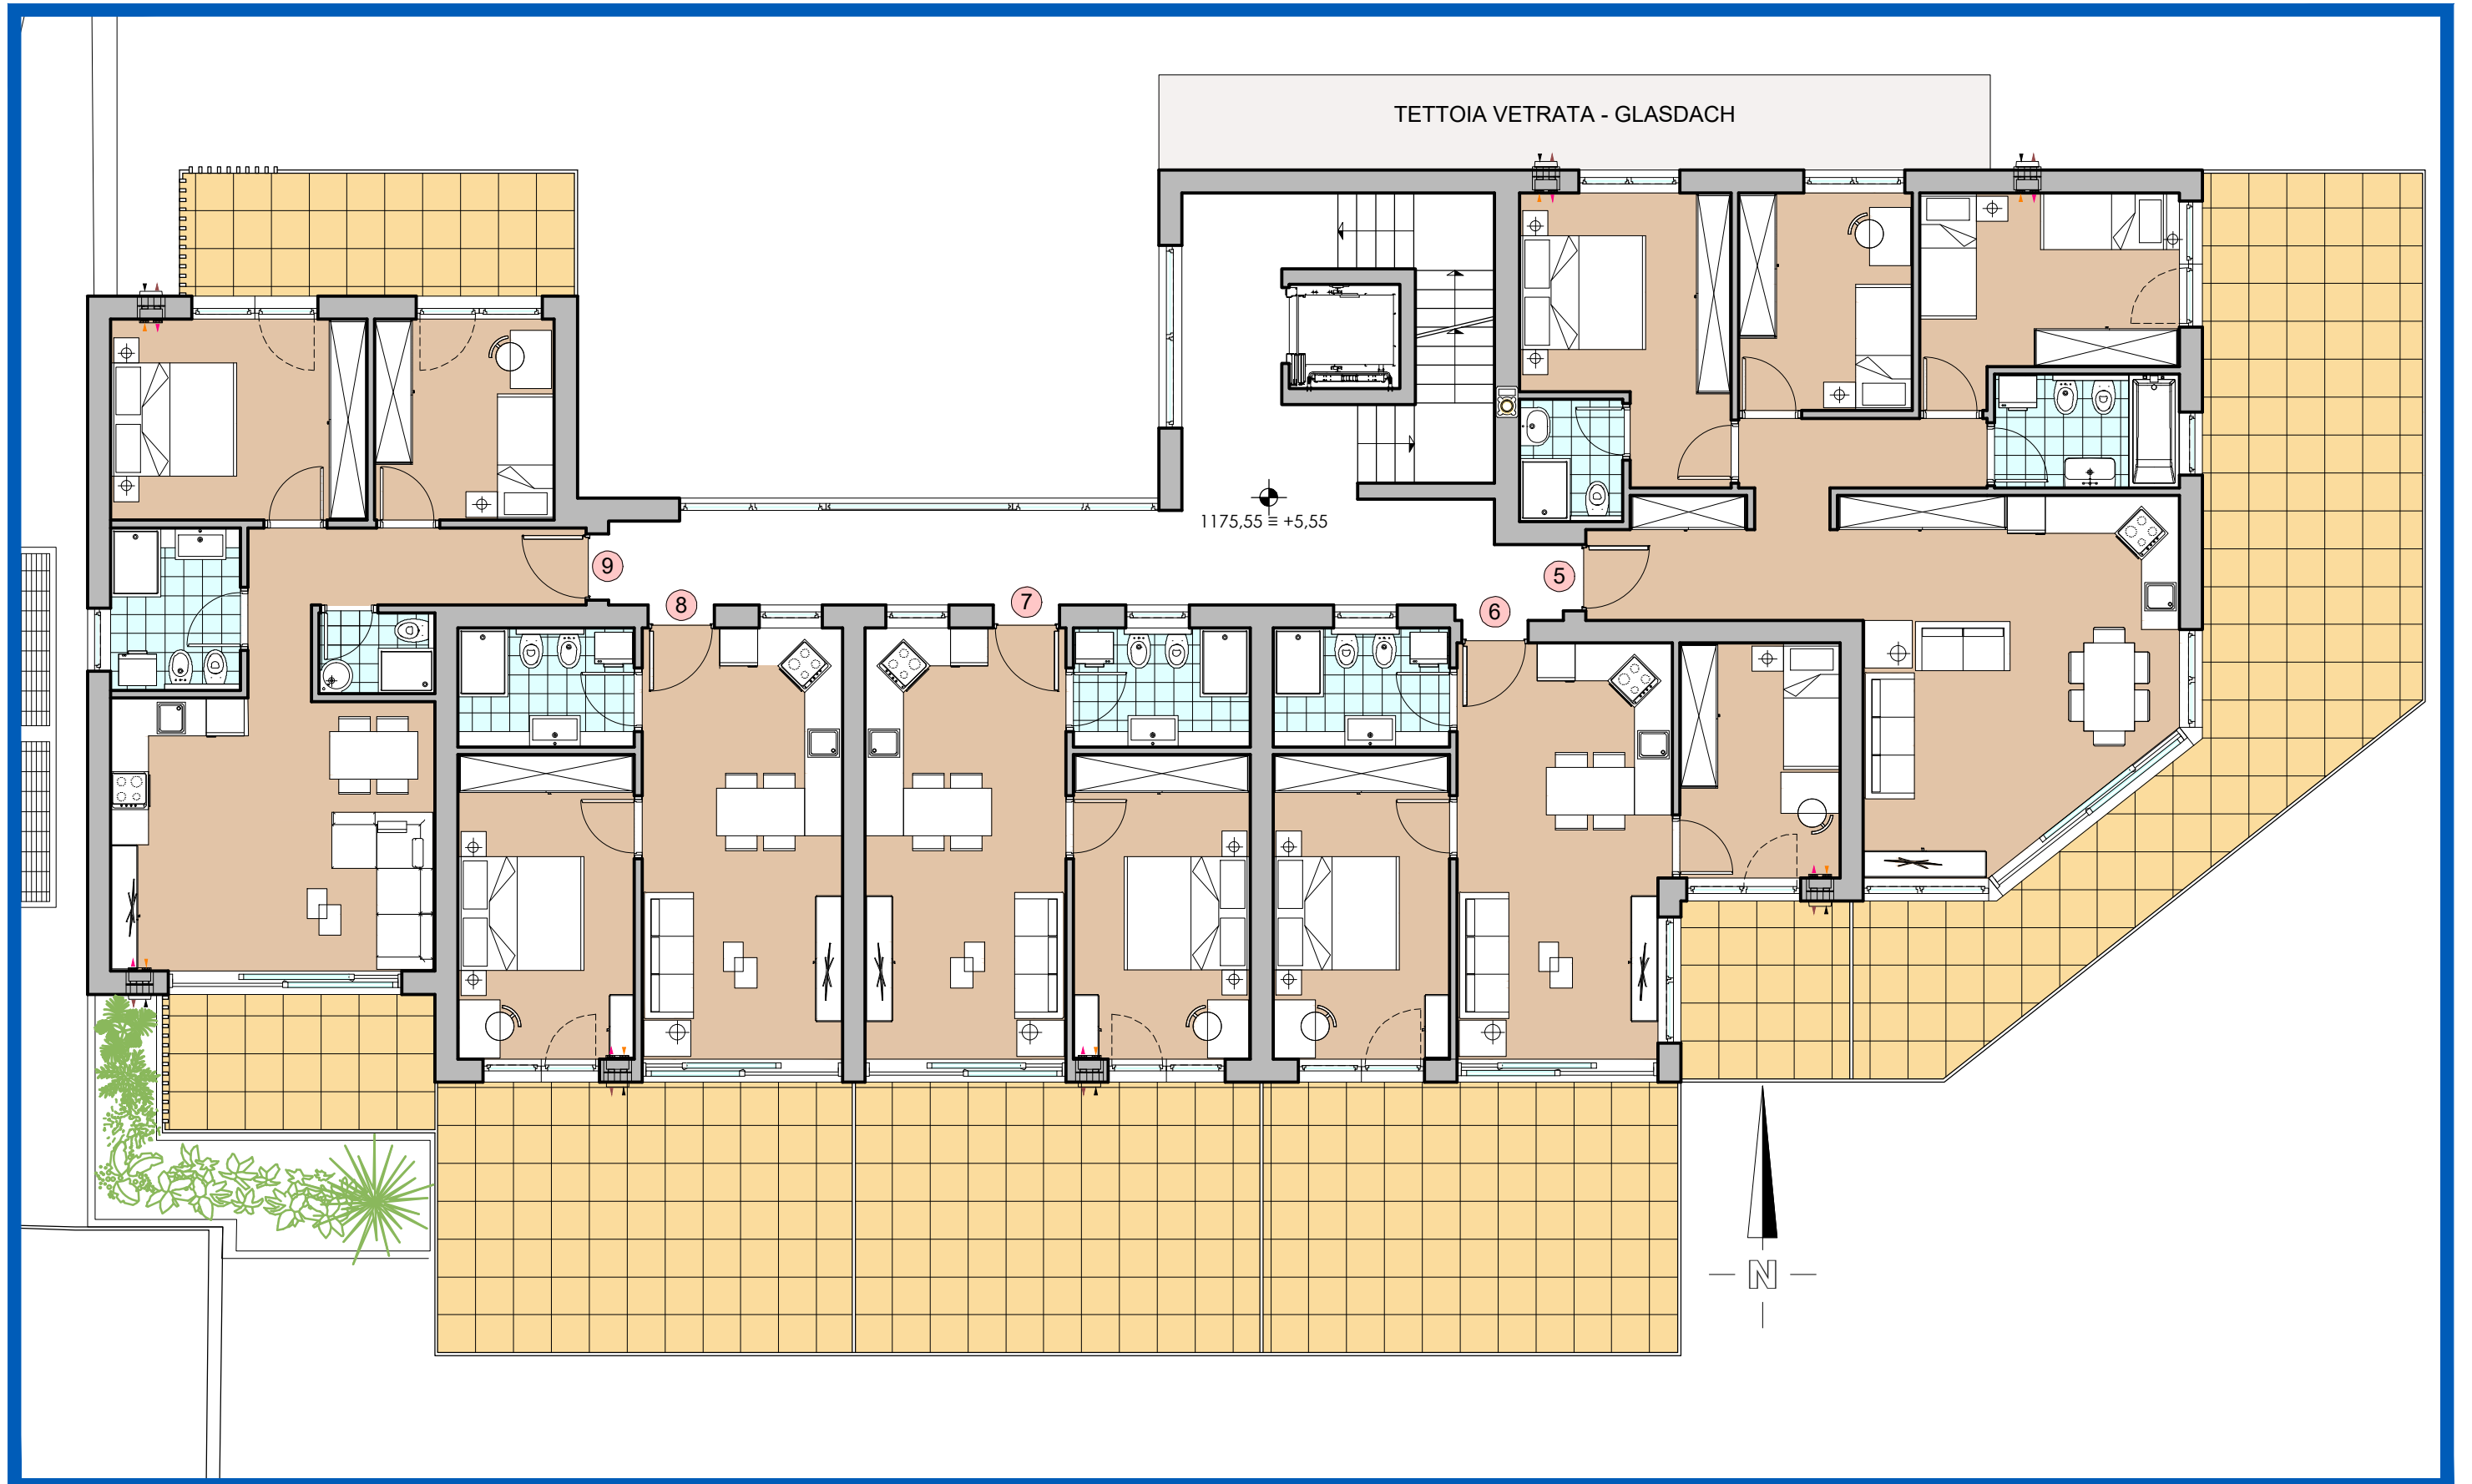 TETTOIA VETRATA - GLASDACH
1175,55 ≡ +5,55
9
5
8
7
6
N